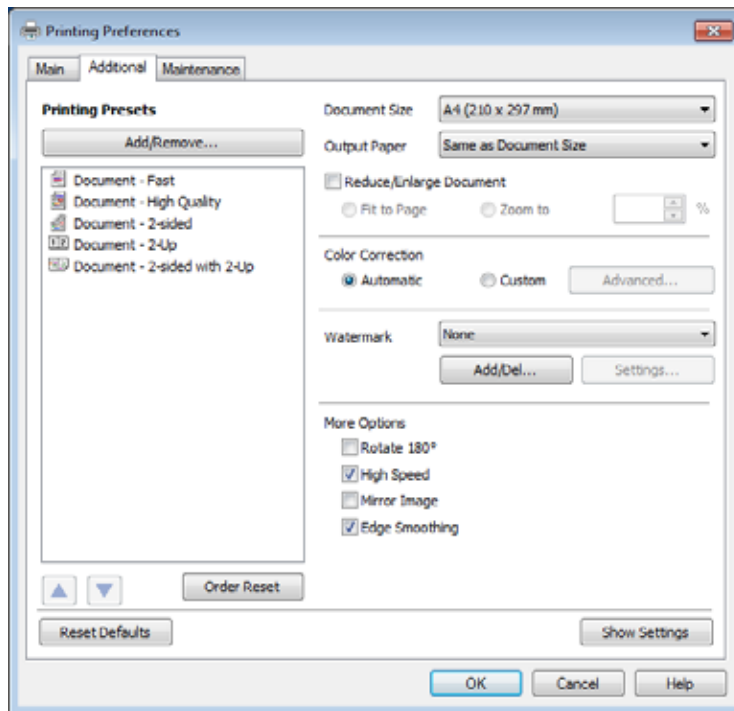 Printing Preferences
Main Additional Maintenance
Printing Presets
Add/Remove...
Document - Fast
Document - High Quality
Document - 2-sided
Document - 2-Up
Document - 2-sided with 2-Up
Order Reset
Document Size A4 (210 x 297 mm)
Output Paper Same as Document Size
Reduce/Enlarge Document
Fit to Page Zoom to %
Color Correction
Automatic Custom Advanced...
Watermark None
Add/Del... Settings...
More Options
Rotate 180°
High Speed
Mirror Image
Edge Smoothing
Reset Defaults Show Settings
OK Cancel Help